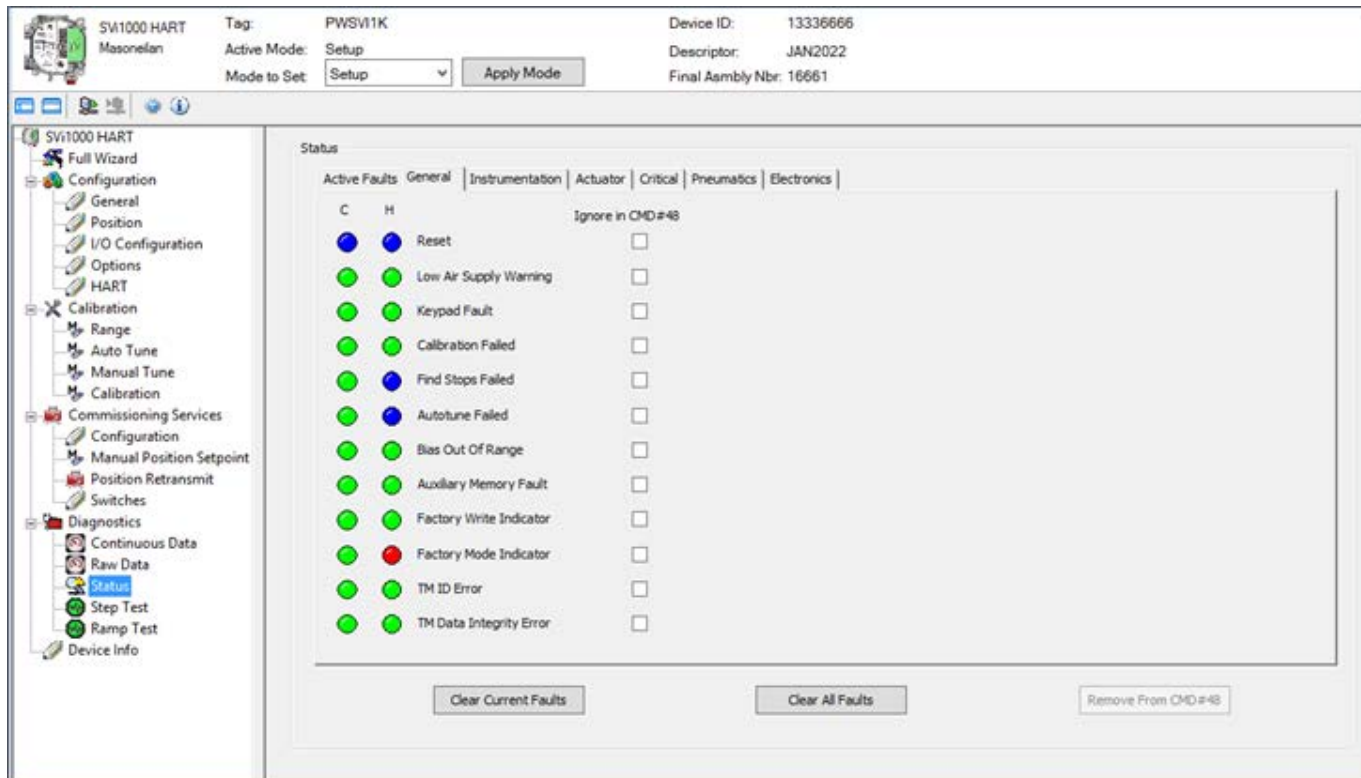 SVi1000 HART
Masoneilan
Tag: PWSVI1K
Active Mode: Setup
Mode to Set: Setup Apply Mode
Device ID: 13336666
Descriptor: JAN2022
Final Asmbly Nbr: 16661
SVi1000 HART
Full Wizard
Configuration
General
Position
I/O Configuration
Options
HART
Calibration
Range
Auto Tune
Manual Tune
Calibration
Commissioning Services
Configuration
Manual Position Setpoint
Position Retransmit
Switches
Diagnostics
Continuous Data
Raw Data
Status
Step Test
Ramp Test
Device Info
Status
Active Faults General Instrumentation Actuator Critical Pneumatics Electronics
C H Ignore in CMD#48
Reset
Low Air Supply Warning
Keypad Fault
Calibration Failed
Find Stops Failed
Autotune Failed
Bias Out Of Range
Auxiliary Memory Fault
Factory Write Indicator
Factory Mode Indicator
TM ID Error
TM Data Integrity Error
Clear Current Faults Clear All Faults Remove From CMD#48